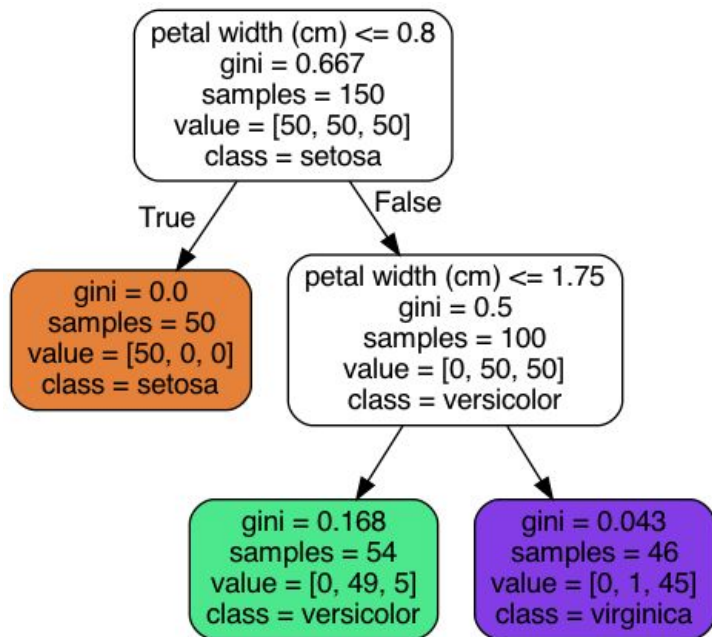 petal width (cm) <= 0.8
gini = 0.667
samples = 150
value = [50, 50, 50]
class = setosa
True
False
gini = 0.0
samples = 50
value = [50, 0, 0]
class = setosa
petal width (cm) <= 1.75
gini = 0.5
samples = 100
value = [0, 50, 50]
class = versicolor
gini = 0.168
samples = 54
value = [0, 49, 5]
class = versicolor
gini = 0.043
samples = 46
value = [0, 1, 45]
class = virginica